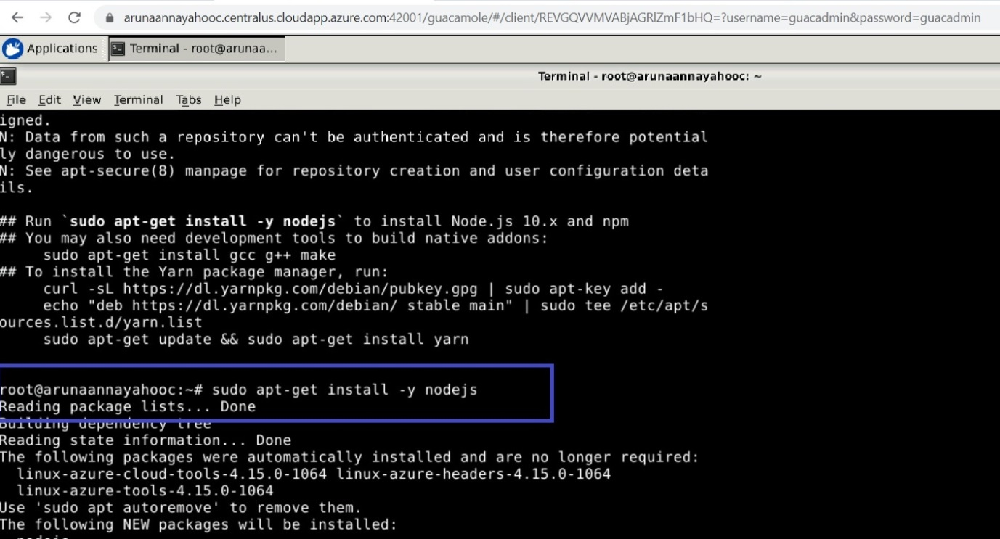 arunaannayahooc.centralus.cloudapp.azure.com:42001/guacamole/#/client/REVGQVVMVABjAGRlZmF1bHQ=?username=guacadmin&password=guacadmin
Applications Terminal - root@arunaa...
Terminal - root@arunaannayahooc: ~
File Edit View Terminal Tabs Help
igned.
N: Data from such a repository can't be authenticated and is therefore potential
ly dangerous to use.
N: See apt-secure(8) manpage for repository creation and user configuration deta
ils.
## Run `sudo apt-get install -y nodejs` to install Node.js 10.x and npm
## You may also need development tools to build native addons:
sudo apt-get install gcc g++ make
## To install the Yarn package manager, run:
curl -sL https://dl.yarnpkg.com/debian/pubkey.gpg | sudo apt-key add -
echo "deb https://dl.yarnpkg.com/debian/ stable main" | sudo tee /etc/apt/s
ources.list.d/yarn.list
sudo apt-get update && sudo apt-get install yarn
root@arunaannayahooc:~# sudo apt-get install -y nodejs
Reading package lists... Done
Building dependency tree
Reading state information... Done
The following packages were automatically installed and are no longer required:
linux-azure-cloud-tools-4.15.0-1064 linux-azure-headers-4.15.0-1064
linux-azure-tools-4.15.0-1064
Use 'sudo apt autoremove' to remove them.
The following NEW packages will be installed:
nodejs